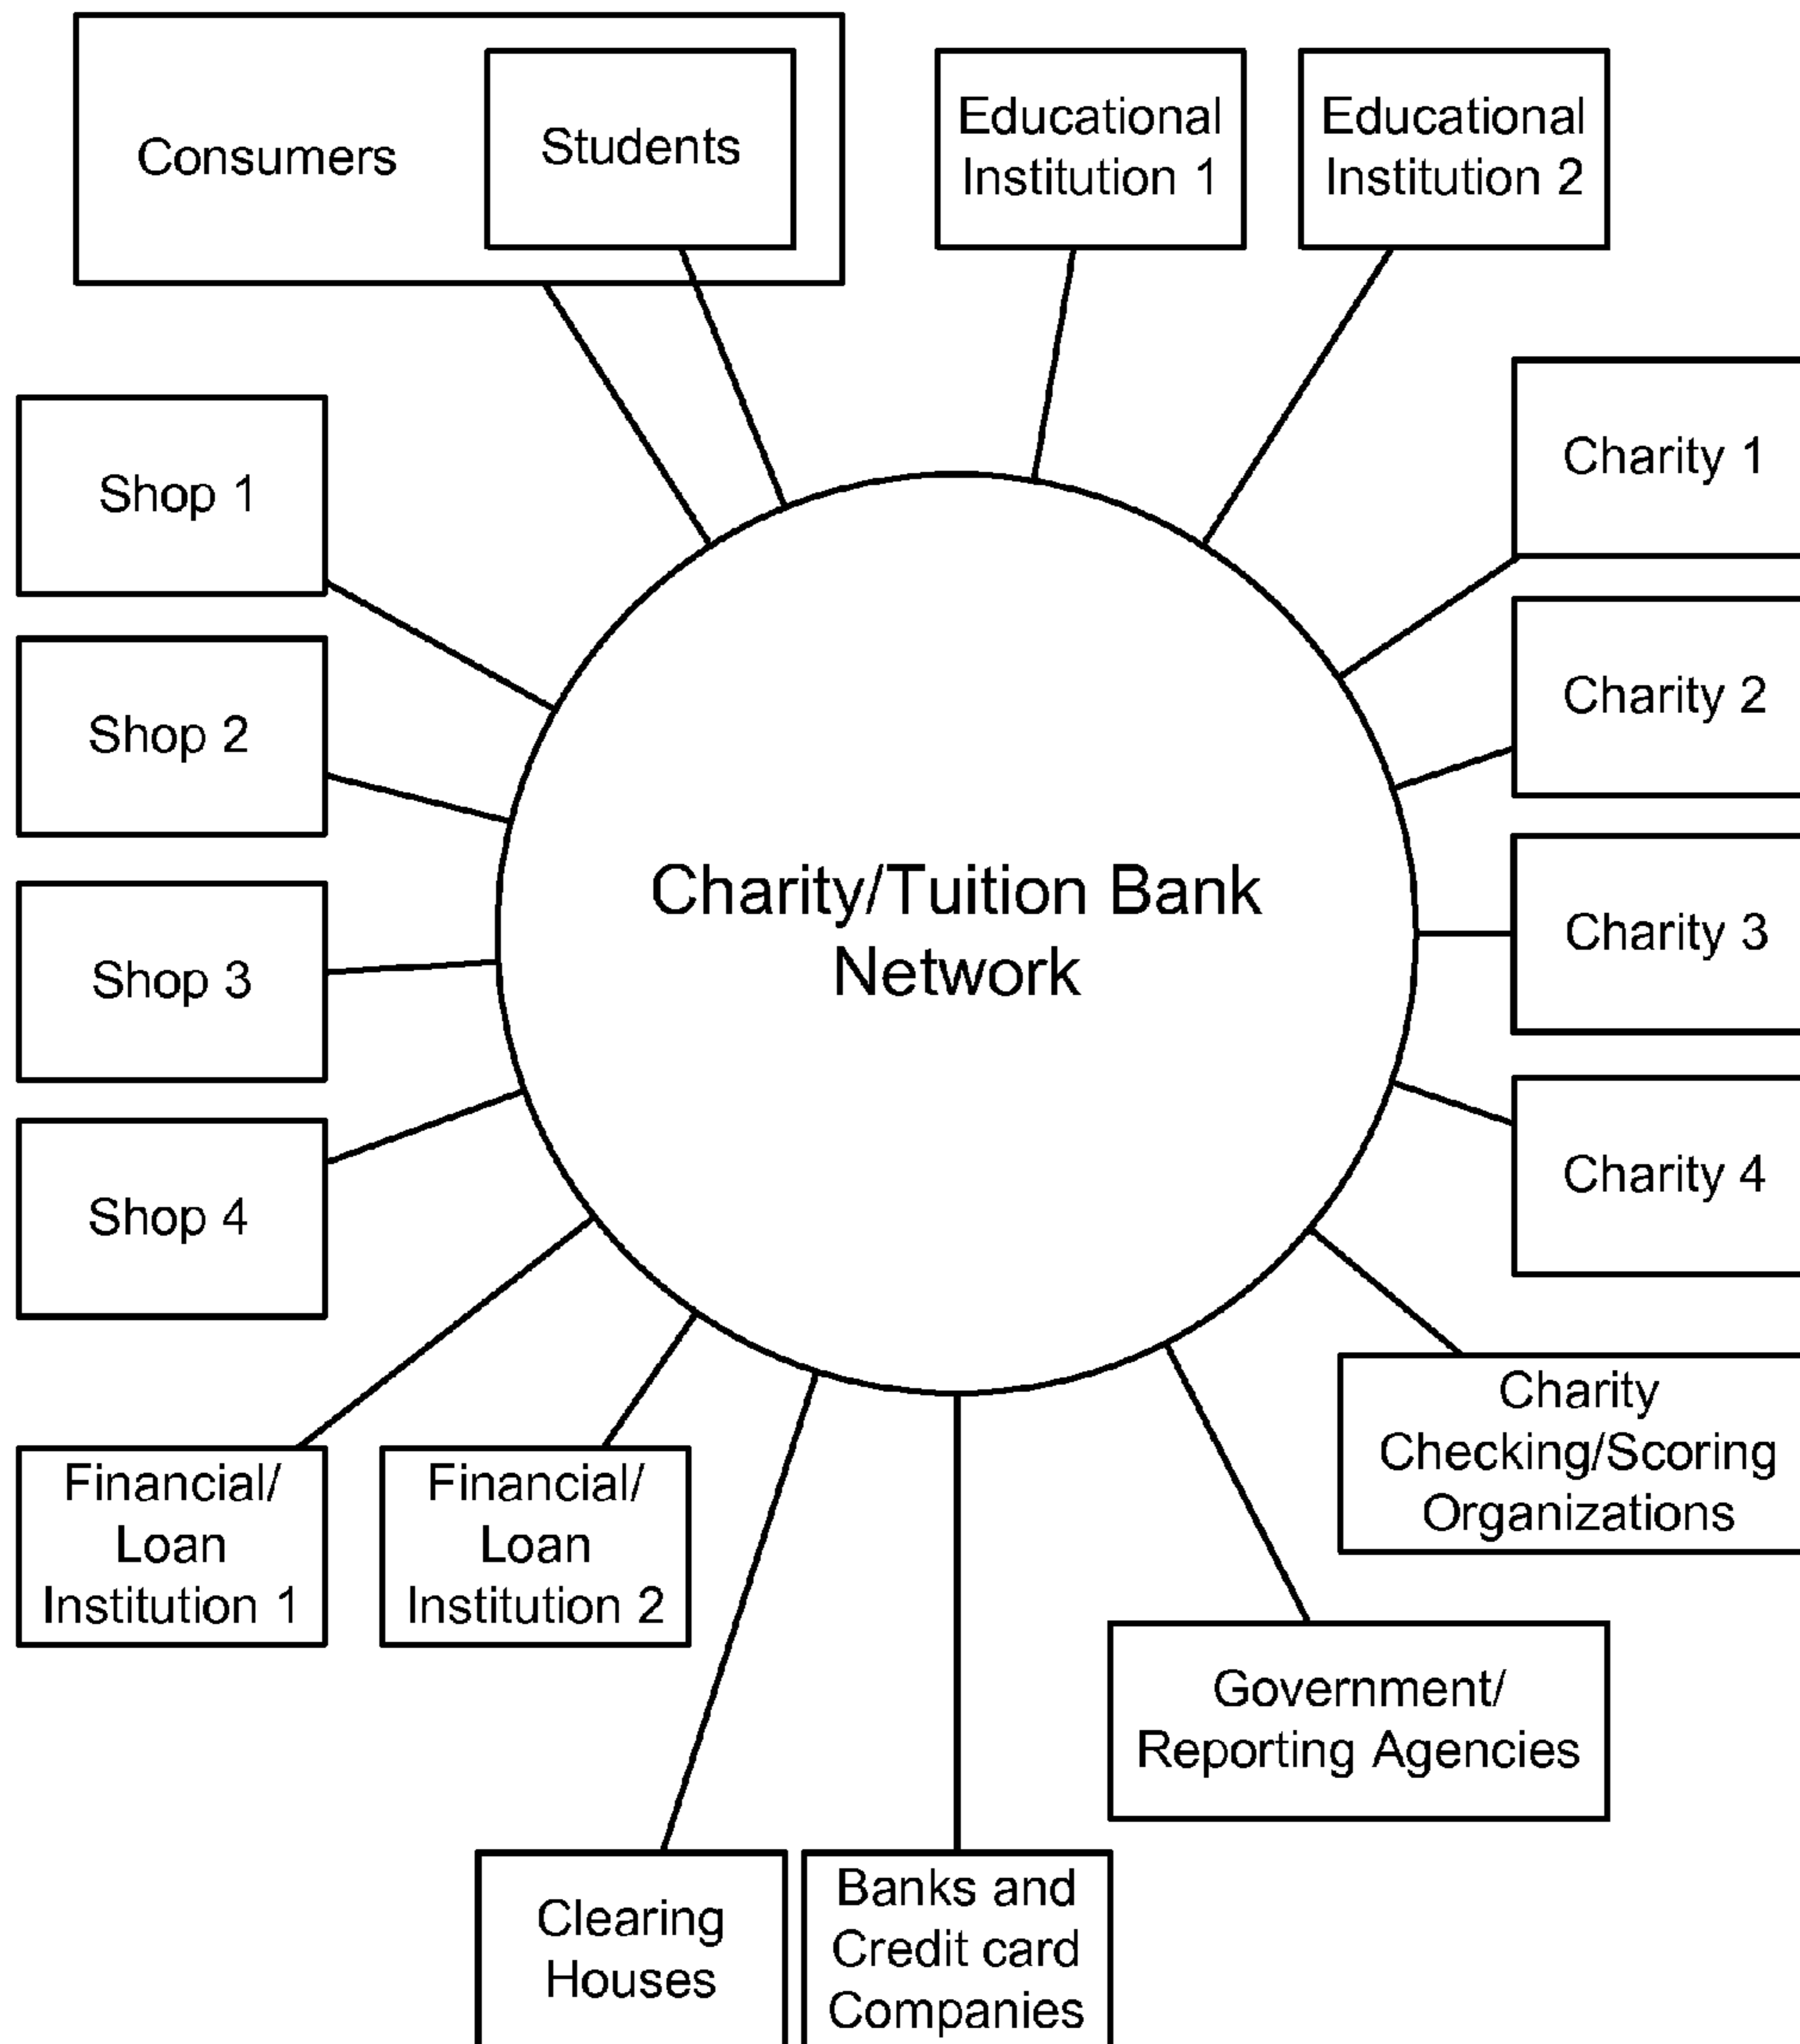 Consumers
Students
Educational
Institution 1
Educational
Institution 2
Shop 1
Shop 2
Shop 3
Shop 4
Charity/Tuition Bank
Network
Charity 1
Charity 2
Charity 3
Charity 4
Financial/
Loan
Institution 1
Financial/
Loan
Institution 2
Charity
Checking/Scoring
Organizations
Government/
Reporting Agencies
Clearing
Houses
Banks and
Credit card
Companies